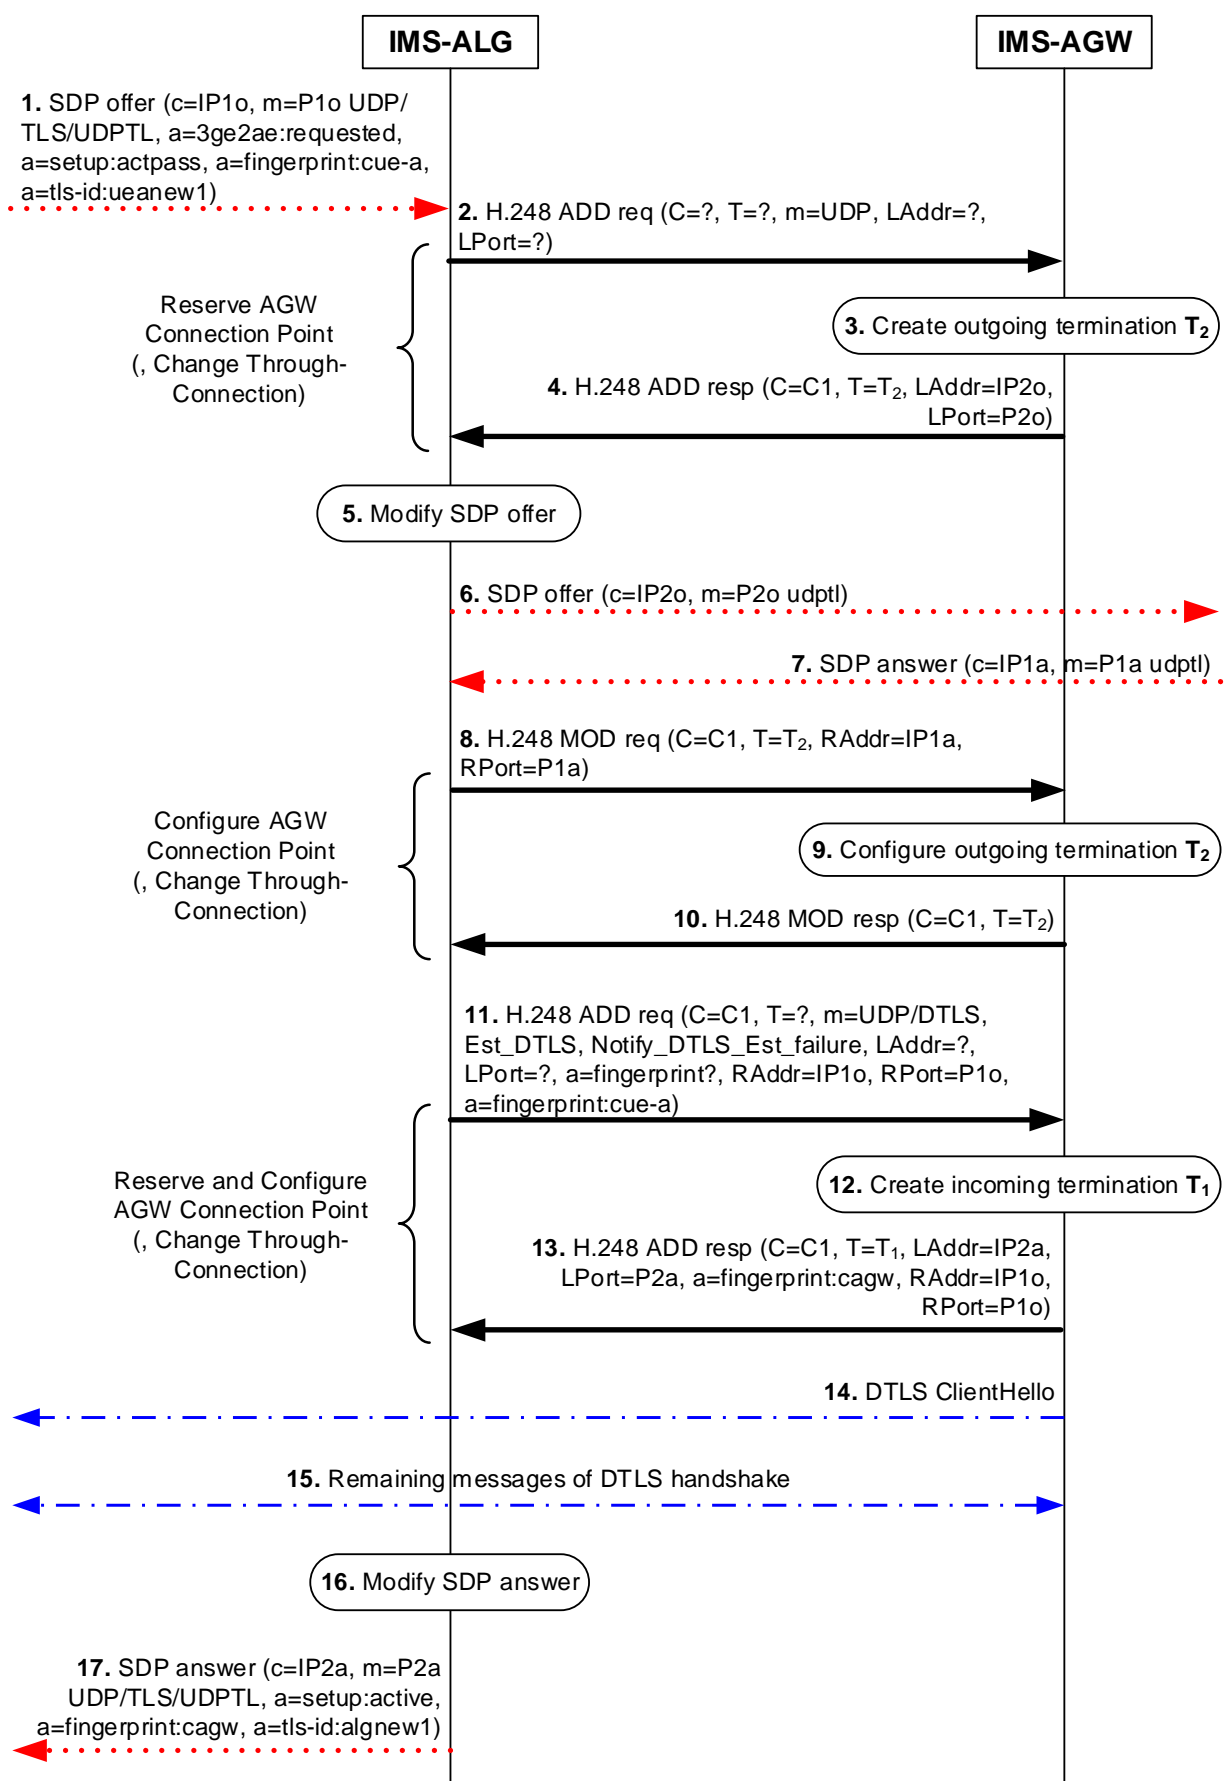 IMS-ALG
IMS-AGW
1. SDP offer (c=IP1o, m=P1o UDP/
TLS/UDPTL, a=3ge2ae:requested,
a=setup:actpass, a=fingerprint:cue-a,
a=tls-id:ueanew1)
2. H.248 ADD req (C=?, T=?, m=UDP, LAddr=?,
LPort=?)
Reserve AGW
Connection Point
(, Change Through-
Connection)
3. Create outgoing termination T₂
4. H.248 ADD resp (C=C1, T=T₂, LAddr=IP2o,
LPort=P2o)
5. Modify SDP offer
6. SDP offer (c=IP2o, m=P2o udptl)
7. SDP answer (c=IP1a, m=P1a udptl)
8. H.248 MOD req (C=C1, T=T₂, RAddr=IP1a,
RPort=P1a)
Configure AGW
Connection Point
(, Change Through-
Connection)
9. Configure outgoing termination T₂
10. H.248 MOD resp (C=C1, T=T₂)
11. H.248 ADD req (C=C1, T=?, m=UDP/DTLS,
Est_DTLS, Notify_DTLS_Est_failure, LAddr=?,
LPort=?, a=fingerprint?, RAddr=IP1o, RPort=P1o,
a=fingerprint:cue-a)
Reserve and Configure
AGW Connection Point
(, Change Through-
Connection)
12. Create incoming termination T₁
13. H.248 ADD resp (C=C1, T=T₁, LAddr=IP2a,
LPort=P2a, a=fingerprint:cagw, RAddr=IP1o,
RPort=P1o)
14. DTLS ClientHello
15. Remaining messages of DTLS handshake
16. Modify SDP answer
17. SDP answer (c=IP2a, m=P2a
UDP/TLS/UDPTL, a=setup:active,
a=fingerprint:cagw, a=tls-id:algnew1)